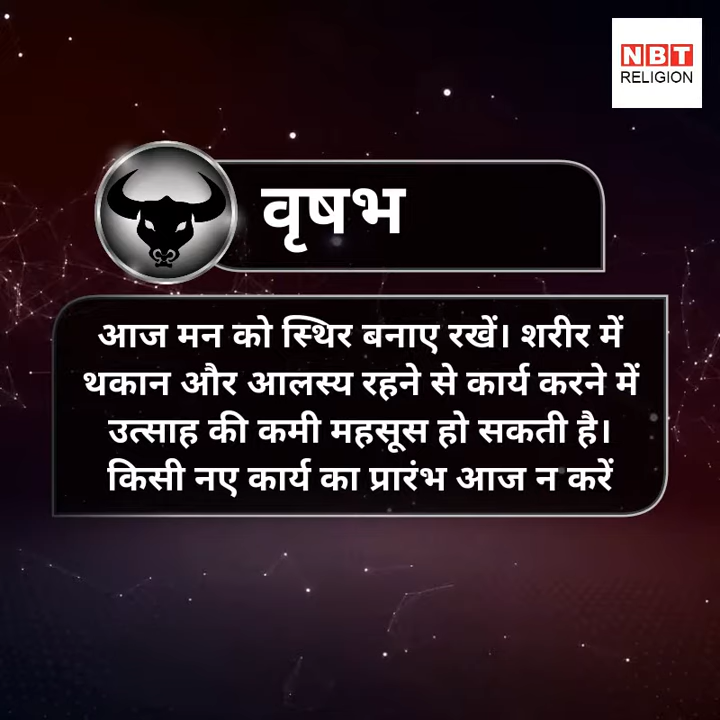 NBT
RELIGION
वृषभ
आज मन को स्थिर बनाए रखें। शरीर में
थकान और आलस्य रहने से कार्य करने में
उत्साह की कमी महसूस हो सकती है।
किसी नए कार्य का प्रारंभ आज न करें